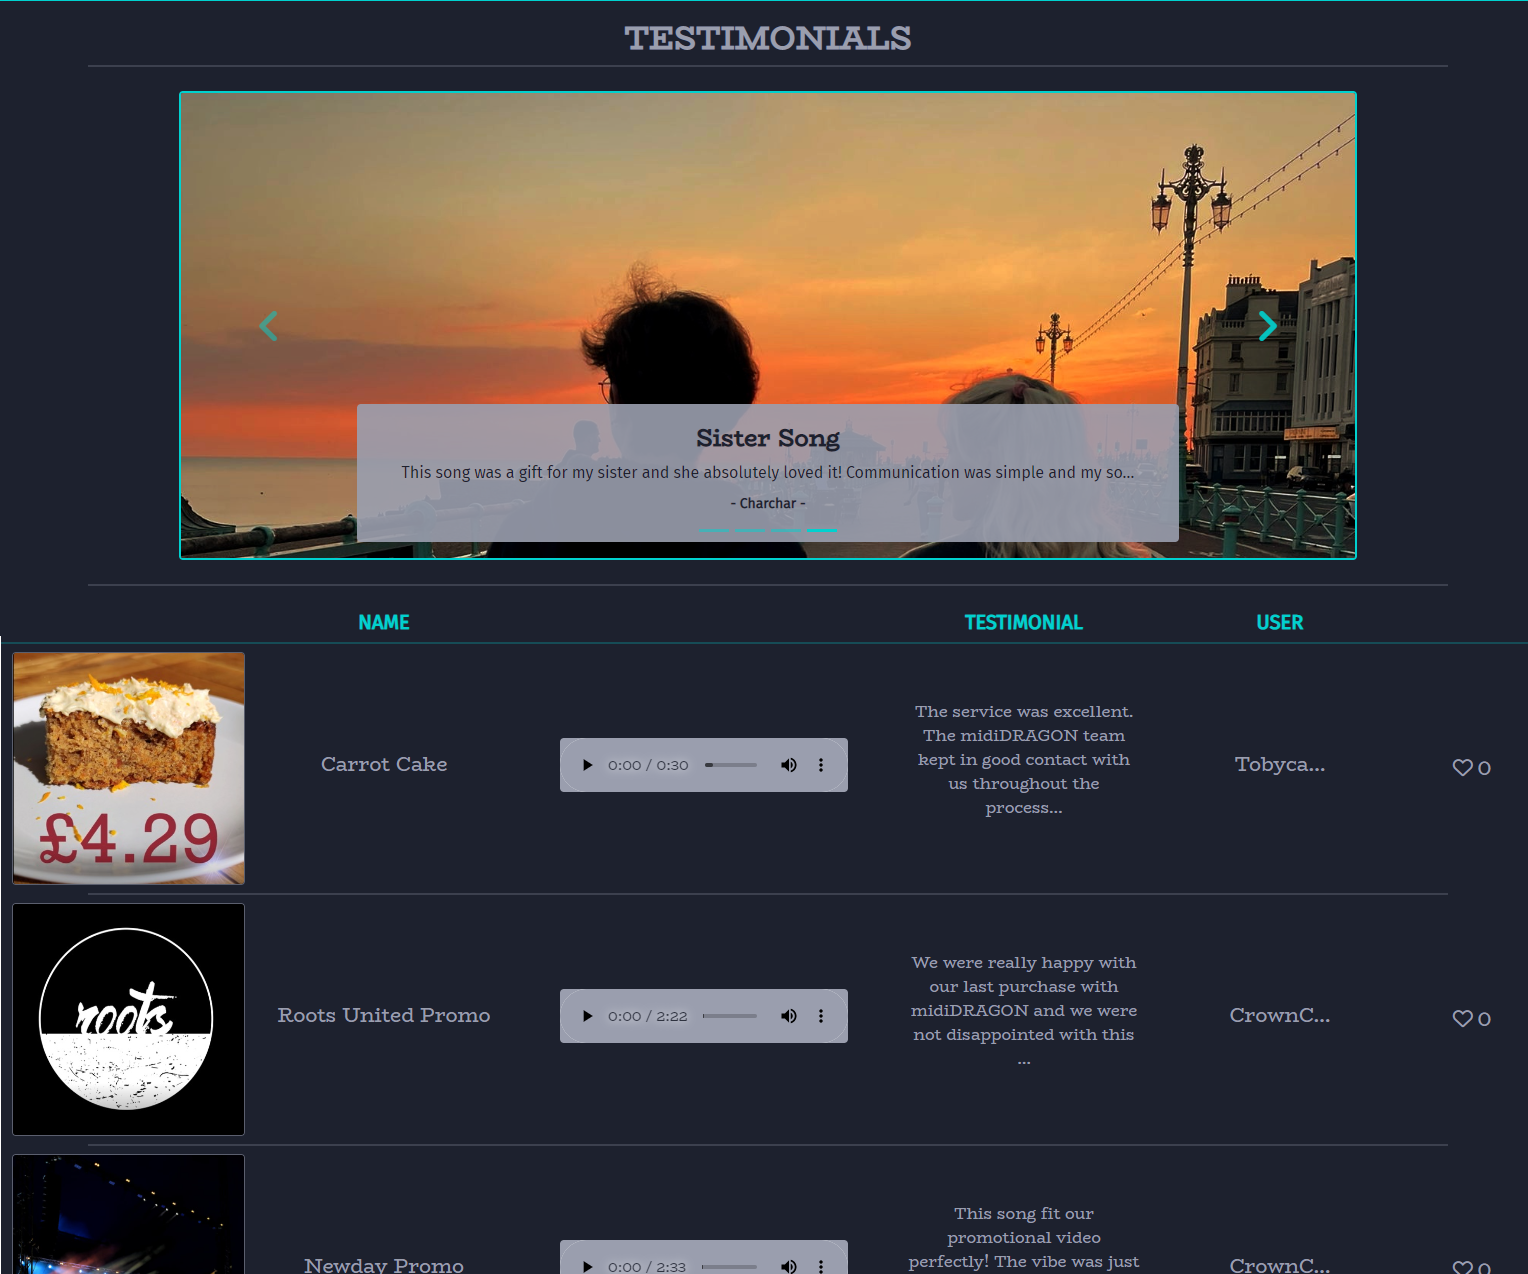 TESTIMONIALS
Sister Song
This song was a gift for my sister and she absolutely loved it! Communication was simple and my so...
- Charchar -
NAME
TESTIMONIAL
USER
£4.29
Carrot Cake
0:00 / 0:30
The service was excellent.
The midiDRAGON team
kept in good contact with
us throughout the
process...
Tobyca...
0
roots
Roots United Promo
0:00 / 2:22
We were really happy with
our last purchase with
midiDRAGON and we were
not disappointed with this
...
CrownC...
0
Newday Promo
0:00 / 2:33
This song fit our
promotional video
perfectly! The vibe was just
CrownC...
0